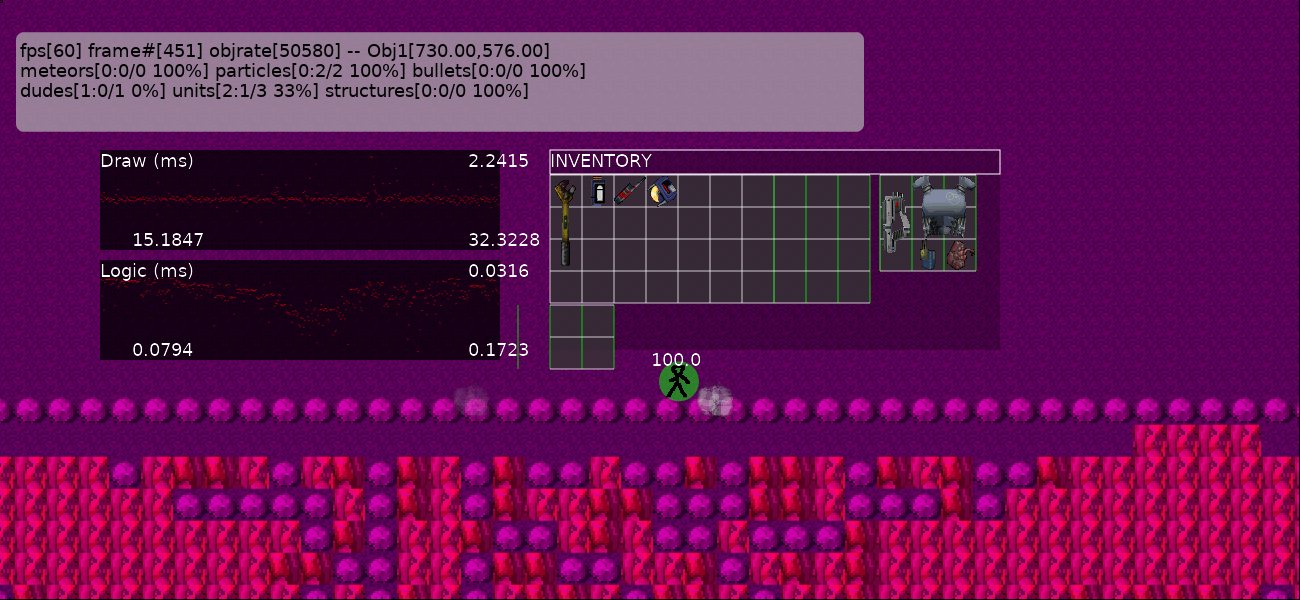 fps[60] frame#[451] objrate[50580] -- Obj1[730.00,576.00]
meteors[0:0/0 100%] particles[0:2/2 100%] bullets[0:0/0 100%]
dudes[1:0/1 0%] units[2:1/3 33%] structures[0:0/0 100%]
Draw (ms) 2.2415
15.1847 32.3228
Logic (ms) 0.0316
0.0794 0.1723
INVENTORY
100.0